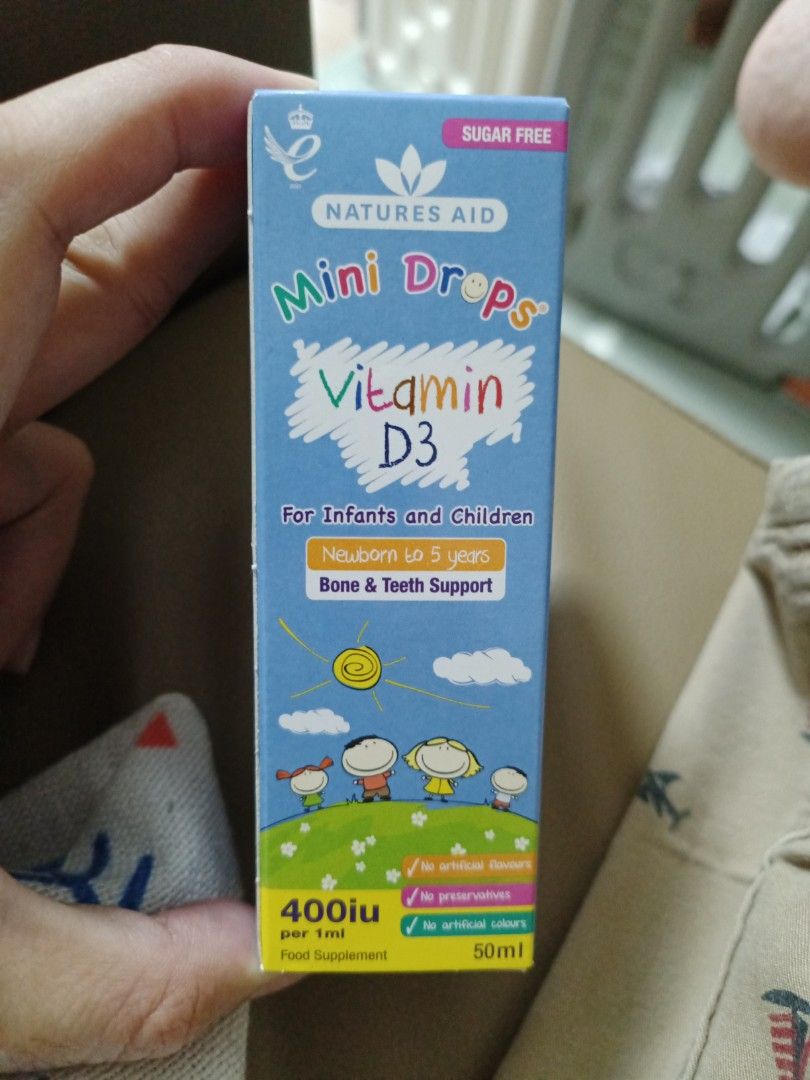 SUGAR FREE
NATURES AID
Mini Drops®
Vitamin
D3
For Infants and Children
Newborn to 5 years
Bone & Teeth Support
No artificial flavours
No preservatives
No artificial colours
400iu
per 1ml
Food Supplement
50ml